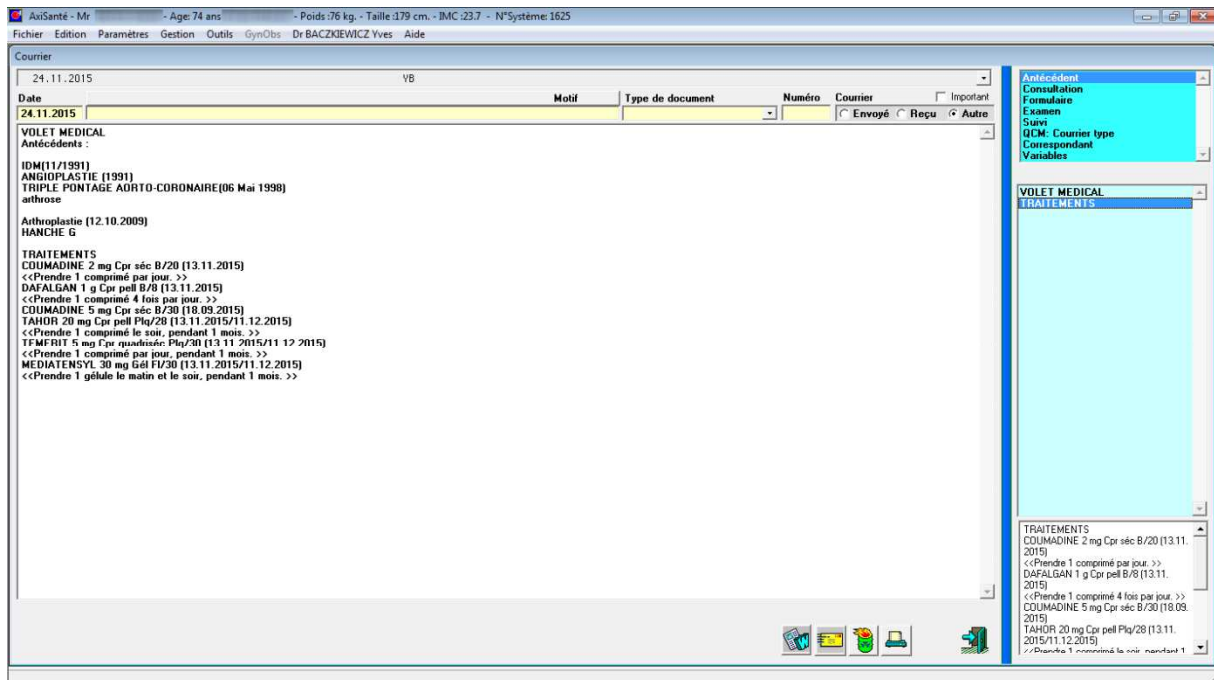 AxiSanté - Mr - Age: 74 ans - Poids :76 kg. - Taille :179 cm. - IMC :23.7 - N°Système: 1625
Fichier Edition Paramètres Gestion Outils GynObs Dr BACZKIEWICZ Yves Aide
Courrier
24.11.2015 YB
Date Motif Type de document Numéro Courrier Important
24.11.2015 Envoyé Reçu Autre
VOLET MEDICAL
Antécédents :
IDM(11/1991)
ANGIOPLASTIE (1991)
TRIPLE PONTAGE AORTO-CORONAIRE(06 Mai 1998)
arthrose
Arthroplastie (12.10.2009)
HANCHE G
TRAITEMENTS
COUMADINE 2 mg Cpr séc B/20 (13.11.2015)
<<Prendre 1 comprimé par jour. >>
DAFALGAN 1 g Cpr pell B/8 (13.11.2015)
<<Prendre 1 comprimé 4 fois par jour. >>
COUMADINE 5 mg Cpr séc B/30 (18.09.2015)
TAHOR 20 mg Cpr pell Plq/28 (13.11.2015/11.12.2015)
<<Prendre 1 comprimé le soir, pendant 1 mois. >>
TEMERIT 5 mg Cpr quadriséc Plq/30 (13.11.2015/11.12.2015)
<<Prendre 1 comprimé par jour, pendant 1 mois. >>
MEDIATENSYL 30 mg Gél Fl/30 (13.11.2015/11.12.2015)
<<Prendre 1 gélule le matin et le soir, pendant 1 mois. >>
Antécédent
Consultation
Formulaire
Examen
Suivi
QCM: Courrier type
Correspondant
Variables
VOLET MEDICAL
TRAITEMENTS
TRAITEMENTS
COUMADINE 2 mg Cpr séc B/20 (13.11.
2015)
<<Prendre 1 comprimé par jour. >>
DAFALGAN 1 g Cpr pell B/8 (13.11.
2015)
<<Prendre 1 comprimé 4 fois par jour. >>
COUMADINE 5 mg Cpr séc B/30 (18.09.
2015)
TAHOR 20 mg Cpr pell Plq/28 (13.11.
2015/11.12.2015)
<<Prendre 1 comprimé le soir, pendant 1